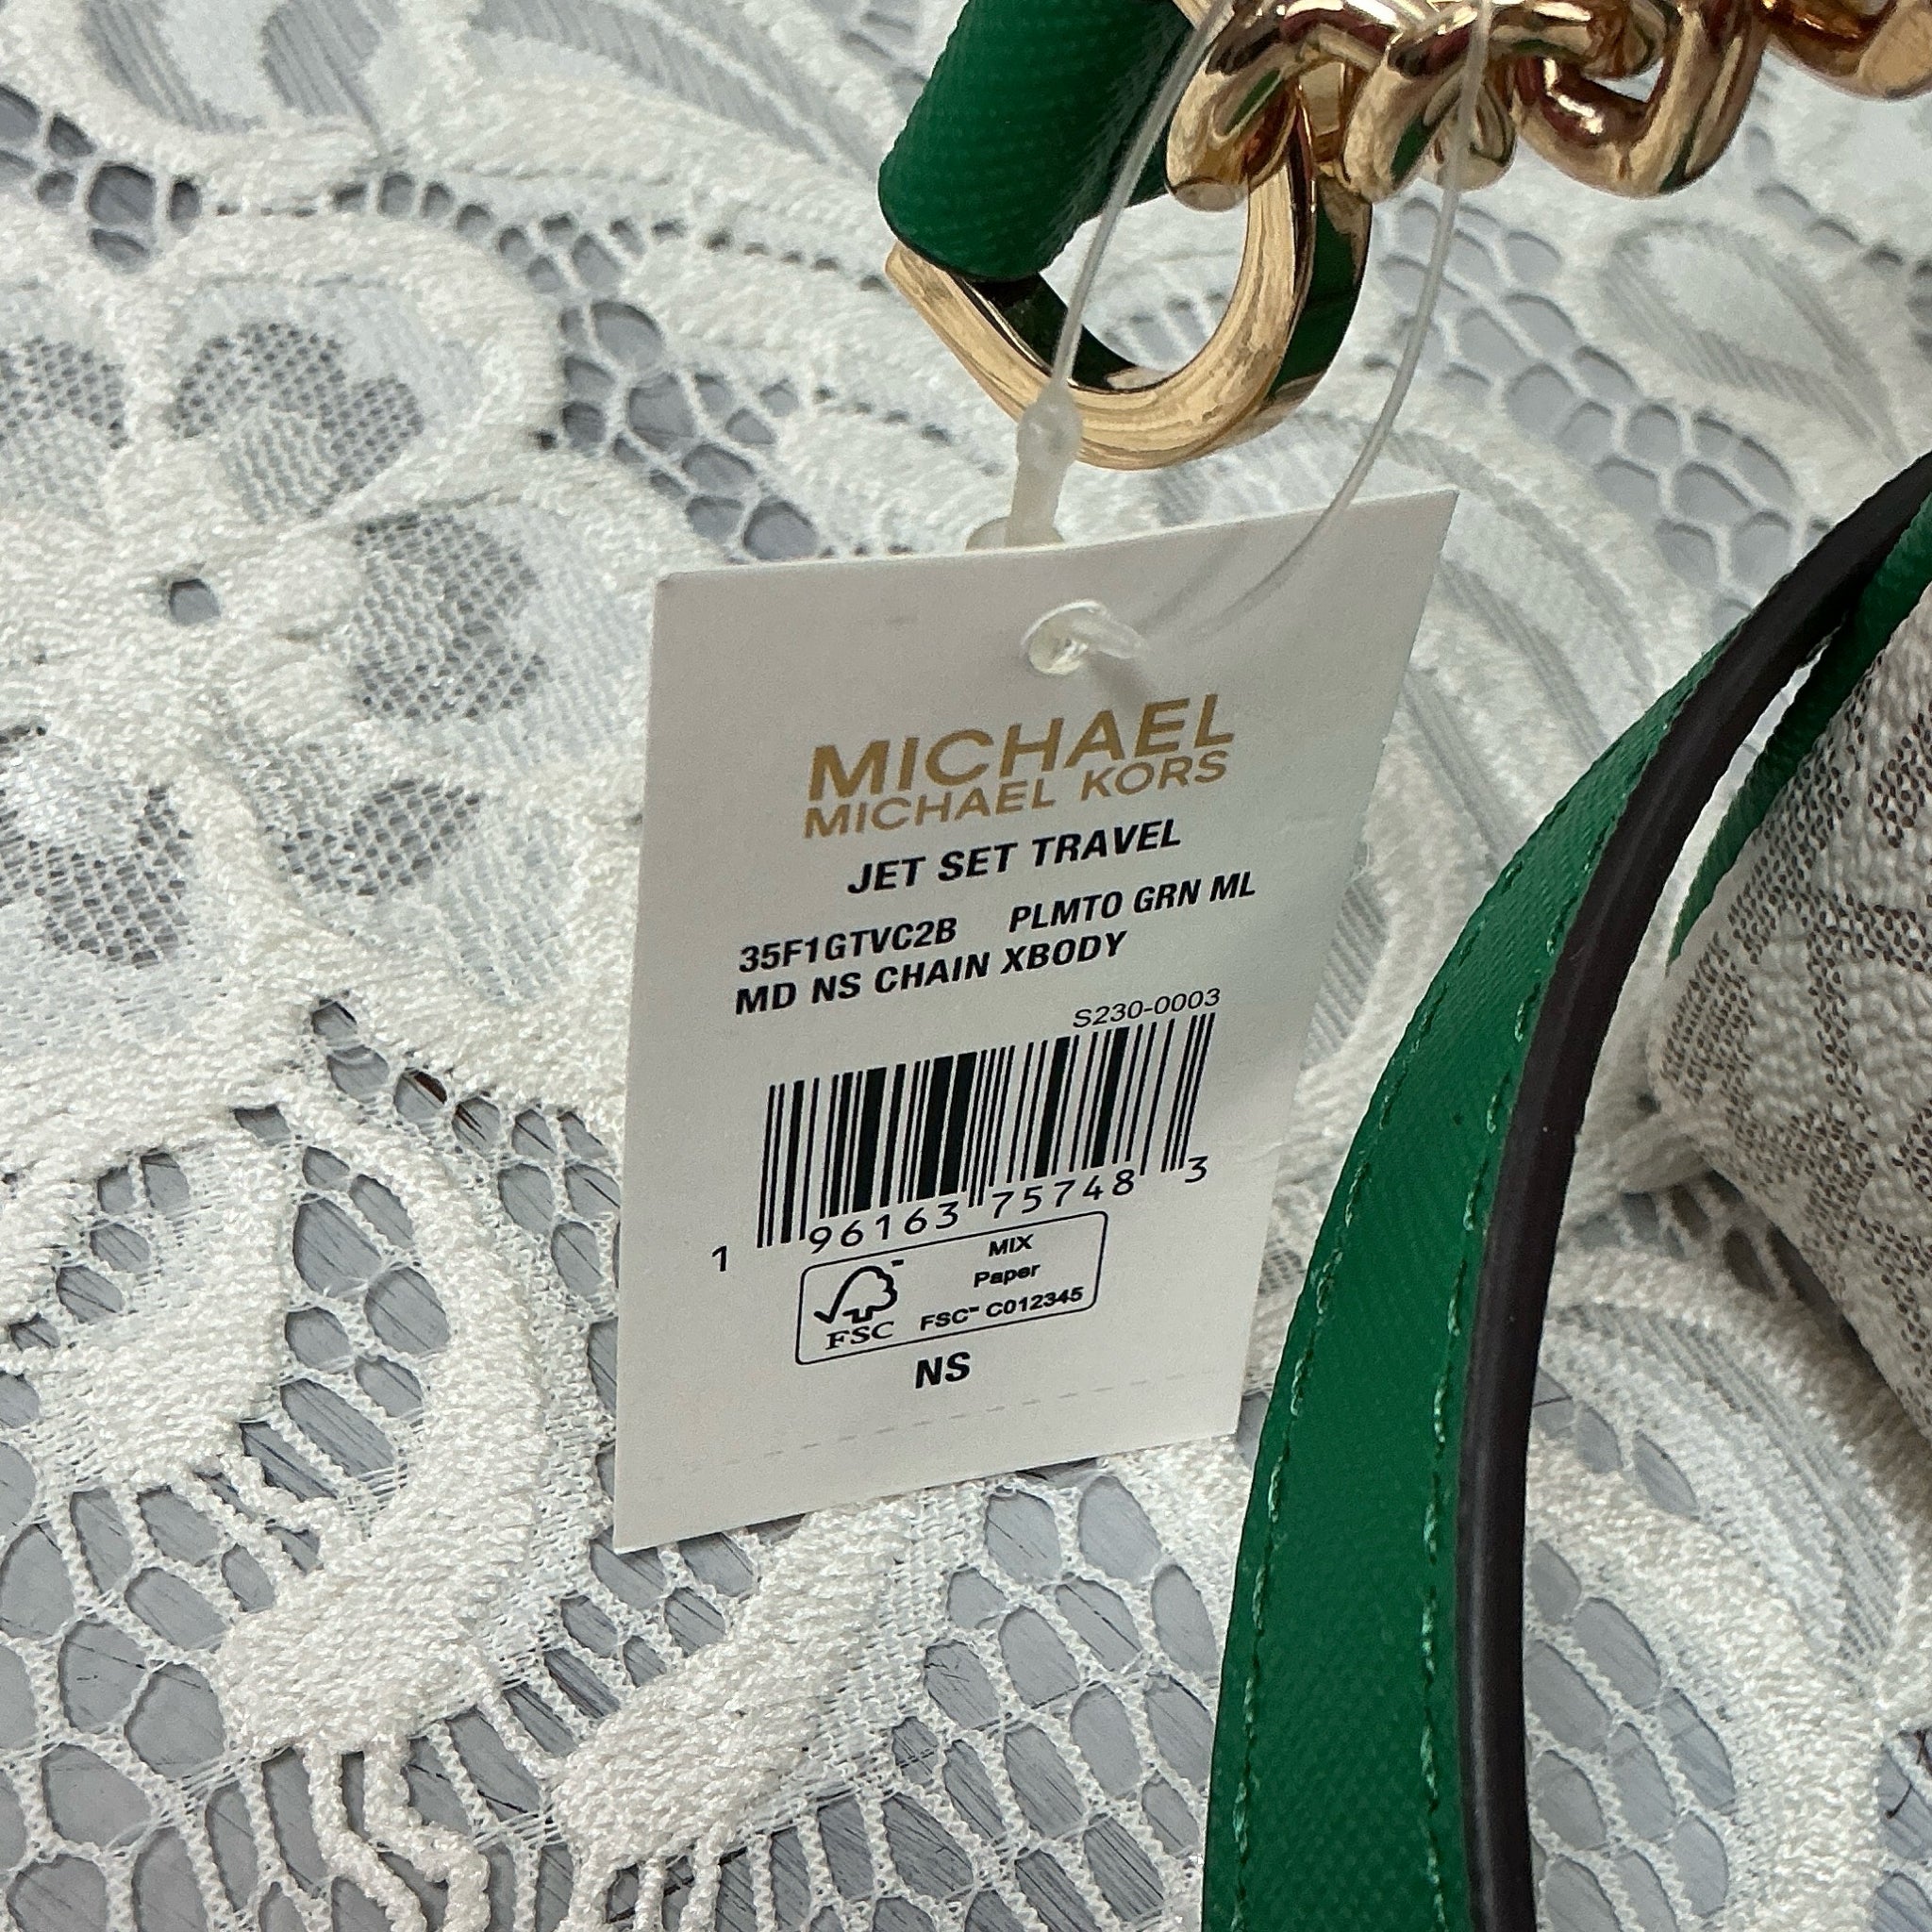 MICHAEL
MICHAEL KORS
JET SET TRAVEL
35F1GTVC2B PLMTO GRN ML
MD NS CHAIN XBODY
S230-0003
1 96163 75748 3
MIX
Paper
FSC™ C012345
FSC
NS